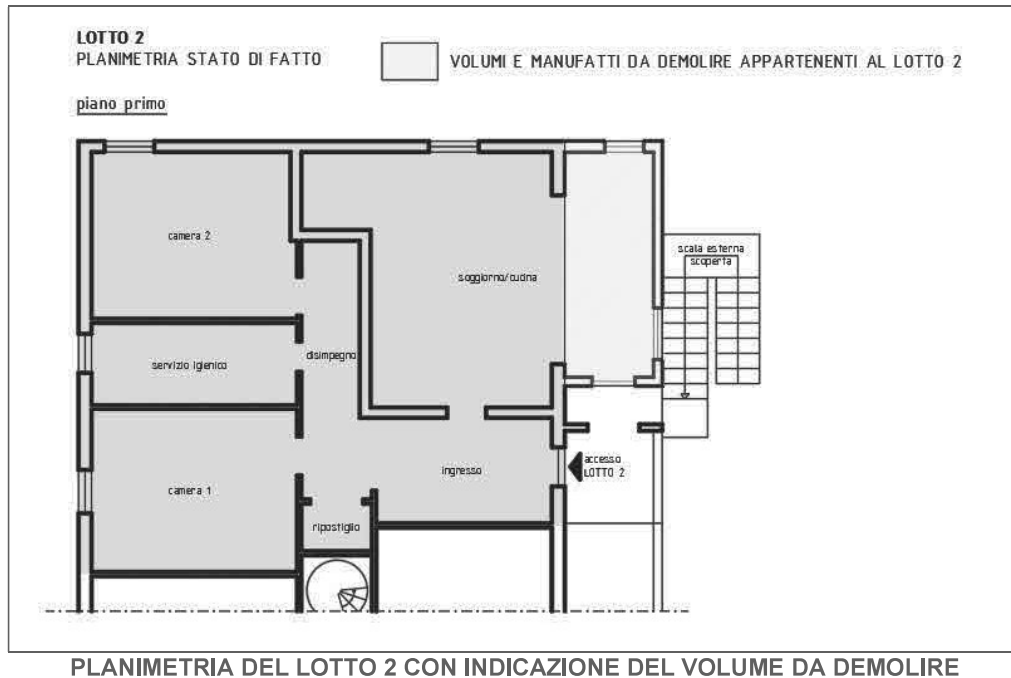 LOTTO 2
PLANIMETRIA STATO DI FATTO
VOLUMI E MANUFATTI DA DEMOLIRE APPARTENENTI AL LOTTO 2
piano primo
camera 2
scala esterna
scoperta
soggiorno/cucina
disimpegno
servizio igienico
accesso
LOTTO 2
ingresso
camera 1
ripostiglio
PLANIMETRIA DEL LOTTO 2 CON INDICAZIONE DEL VOLUME DA DEMOLIRE